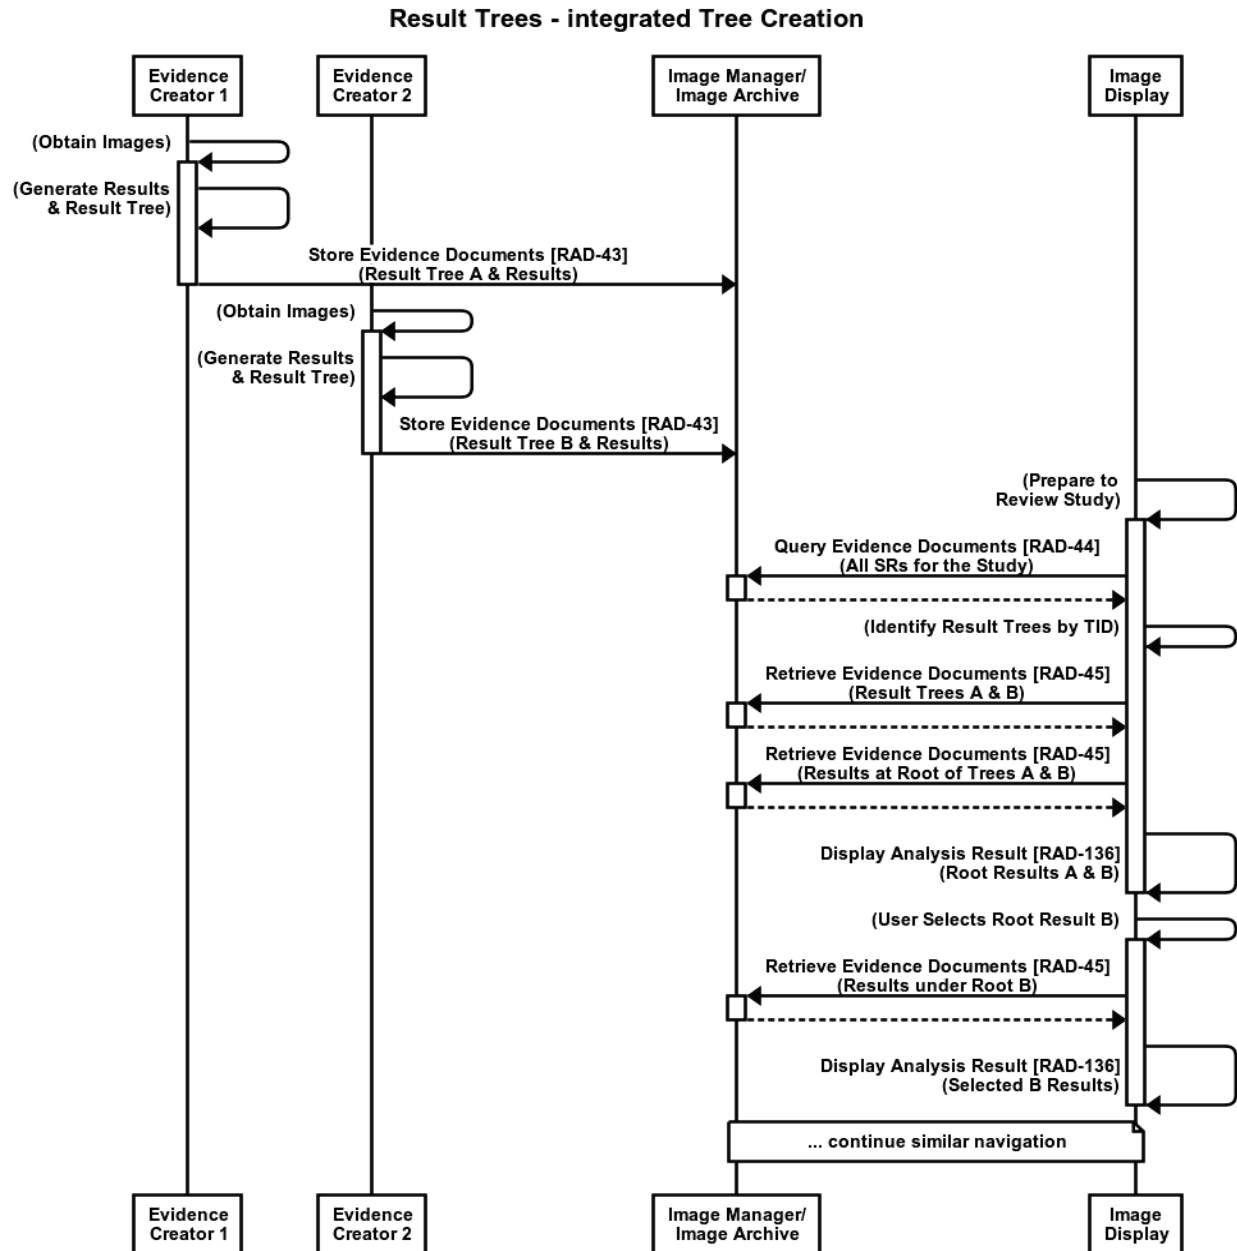 Result Trees - integrated Tree Creation
Evidence
Creator 1
Evidence
Creator 2
Image Manager/
Image Archive
Image
Display
(Obtain Images)
(Generate Results
& Result Tree)
Store Evidence Documents [RAD-43]
(Result Tree A & Results)
(Obtain Images)
(Generate Results
& Result Tree)
Store Evidence Documents [RAD-43]
(Result Tree B & Results)
(Prepare to
Review Study)
Query Evidence Documents [RAD-44]
(All SRs for the Study)
(Identify Result Trees by TID)
Retrieve Evidence Documents [RAD-45]
(Result Trees A & B)
Retrieve Evidence Documents [RAD-45]
(Results at Root of Trees A & B)
Display Analysis Result [RAD-136]
(Root Results A & B)
(User Selects Root Result B)
Retrieve Evidence Documents [RAD-45]
(Results under Root B)
Display Analysis Result [RAD-136]
(Selected B Results)
... continue similar navigation
Evidence
Creator 1
Evidence
Creator 2
Image Manager/
Image Archive
Image
Display